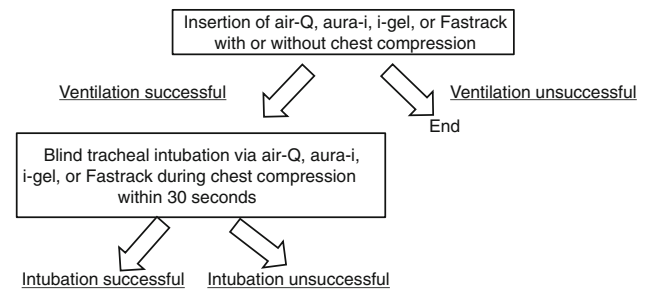 Insertion of air-Q, aura-i, i-gel, or Fastrack
with or without chest compression
Ventilation successful
Ventilation unsuccessful
End
Blind tracheal intubation via air-Q, aura-i,
i-gel, or Fastrack during chest compression
within 30 seconds
Intubation successful
Intubation unsuccessful